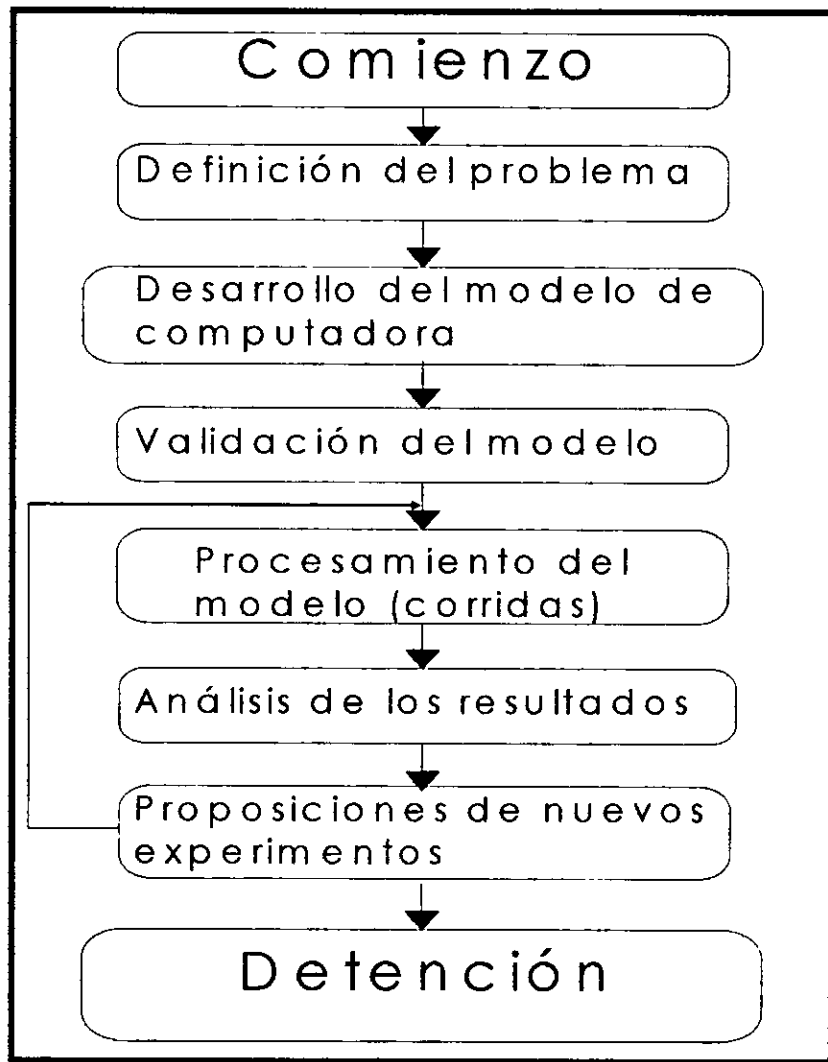 Comienzo
Definición del problema
Desarrollo del modelo de
computadora
Validación del modelo
Procesamiento del
modelo (corridas)
Análisis de los resultados
Proposiciones de nuevos
experimentos
Detención